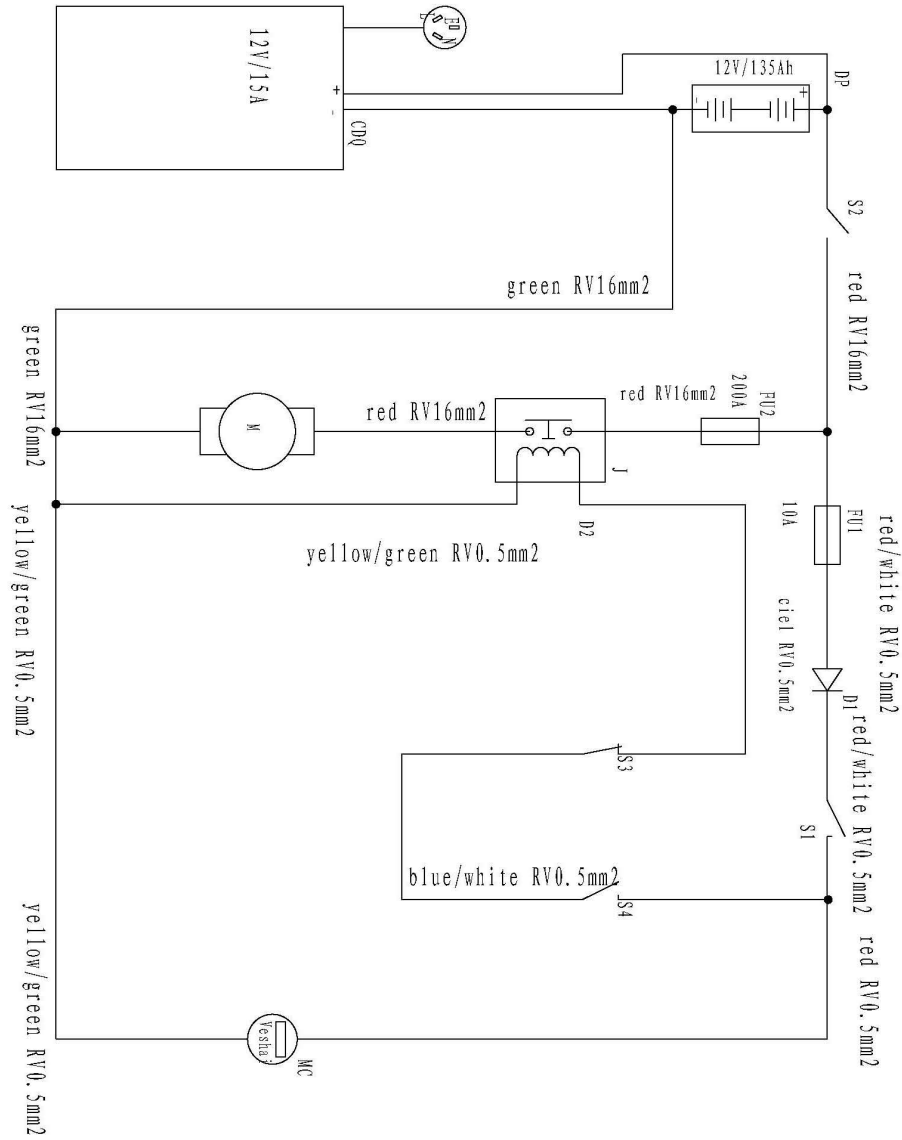 12V/15A
+
-
CDQ
L
E
N
12V/135Ah
-
+
DP
S2
red RV16mm2
green RV16mm2
green RV16mm2
M
red RV16mm2
J
red RV16mm2
FU2
200A
D2
yellow/green RV0.5mm2
yellow/green RV0.5mm2
FU1
10A
red/white RV0.5mm2
ciel RV0.5mm2
D1
red/white RV0.5mm2
S1
S3
blue/white RV0.5mm2
S4
red RV0.5mm2
yellow/green RV0.5mm2
MC